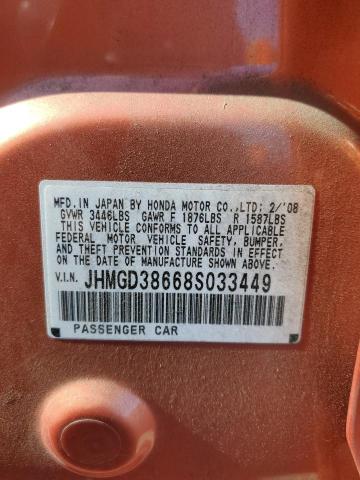 MFD. IN JAPAN BY HONDA MOTOR CO., LTD: 2/'08
GVWR 3446LBS GAWR F 1876LBS R 1587LBS
THIS VEHICLE CONFORMS TO ALL APPLICABLE
FEDERAL MOTOR VEHICLE SAFETY, BUMPER,
AND THEFT PREVENTION STANDARDS IN EFFECT
ON THE DATE OF MANUFACTURE SHOWN ABOVE.
V.I.N. JHMGD38668S033449
PASSENGER CAR